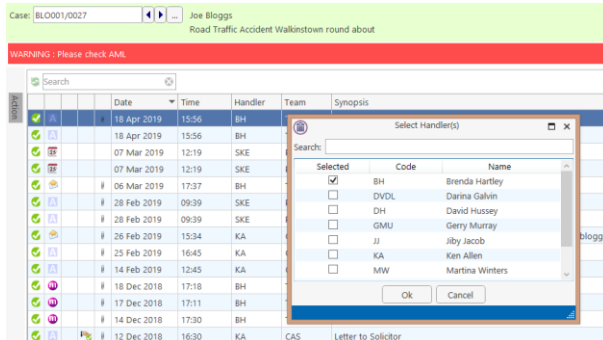 Case: BLO001/0027 ... Joe Bloggs
Road Traffic Accident Walkinstown round about
WARNING : Please check AML
Action
Search
Date Time Handler Team Synopsis
A 18 Apr 2019 15:56 BH
A 18 Apr 2019 15:56 BH
07 Mar 2019 12:19 SKE
07 Mar 2019 12:19 SKE
06 Mar 2019 17:37 BH
A 28 Feb 2019 09:39 SKE
A 28 Feb 2019 09:39 SKE
26 Feb 2019 15:34 KA blogg
A 25 Feb 2019 16:45 KA
A 14 Feb 2019 12:45 KA
m 18 Dec 2018 17:18 BH
m 17 Dec 2018 17:11 BH
m 14 Dec 2018 17:30 BH
A 12 Dec 2018 16:30 KA CAS Letter to Solicitor
Select Handler(s)
Search:
Selected Code Name
BH Brenda Hartley
DVDL Darina Galvin
DH David Hussey
GMU Gerry Murray
JJ Jiby Jacob
KA Ken Allen
MW Martina Winters
Ok Cancel